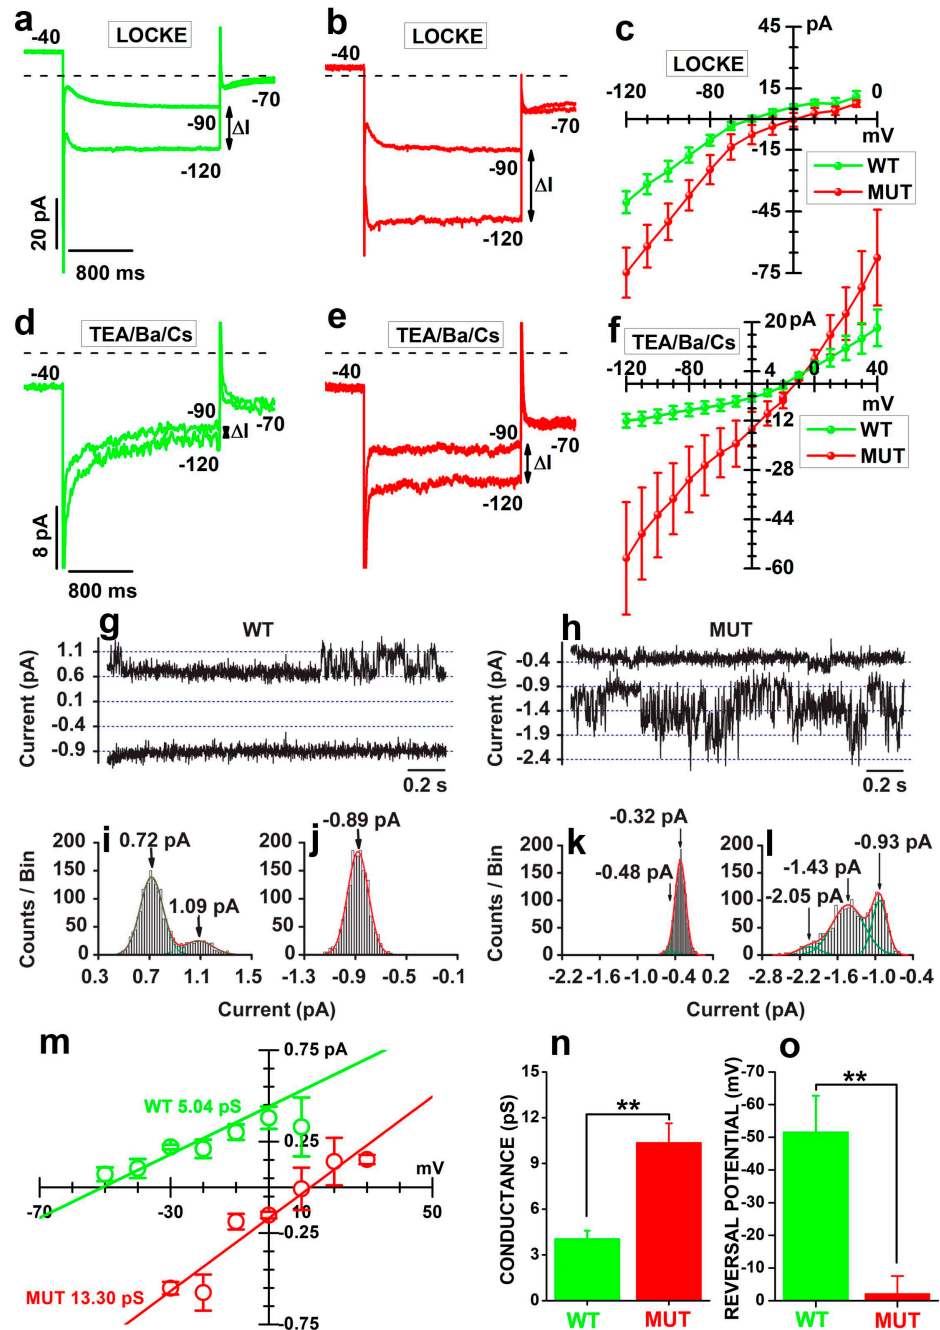 a
LOCKE
-40
-70
-90
ΔI
-120
20 pA
800 ms
b
LOCKE
-40
-70
-90
ΔI
-120
c
45
pA
LOCKE
-120
-80
15
0
mV
-15
-45
-75
WT
MUT
d
TEA/Ba/Cs
-40
-90
-70
ΔI
-120
8 pA
800 ms
e
TEA/Ba/Cs
-40
-90
-70
ΔI
-120
f
20
pA
TEA/Ba/Cs
-120
-80
-40
4
0
40
mV
-12
-28
-44
-60
WT
MUT
g
WT
Current (pA)
1.1
0.6
0.1
-0.4
-0.9
0.2 s
h
MUT
Current (pA)
-0.4
-0.9
-1.4
-1.9
-2.4
0.2 s
i
Counts / Bin
200
150
100
50
0
0.72 pA
1.09 pA
0.3
0.7
1.1
1.5
j
200
150
100
50
0
-0.89 pA
-1.3
-0.9
-0.5
-0.1
Current (pA)
k
Counts / Bin
200
150
100
50
0
-0.32 pA
-0.48 pA
-2.2
-1.6
-1.0
-0.4
0.2
l
200
150
100
50
0
-0.93 pA
-1.43 pA
-2.05 pA
-2.6
-2.2
-1.6
-1.0
-0.4
Current (pA)
m
0.75 pA
WT 5.04 pS
0.25
mV
-70
-30
10
50
-0.25
MUT 13.30 pS
-0.75
n
CONDUCTANCE (pS)
15
12
9
6
3
0
**
WT
MUT
o
REVERSAL POTENTIAL (mV)
-70
-60
-50
-40
-30
-20
-10
0
**
WT
MUT